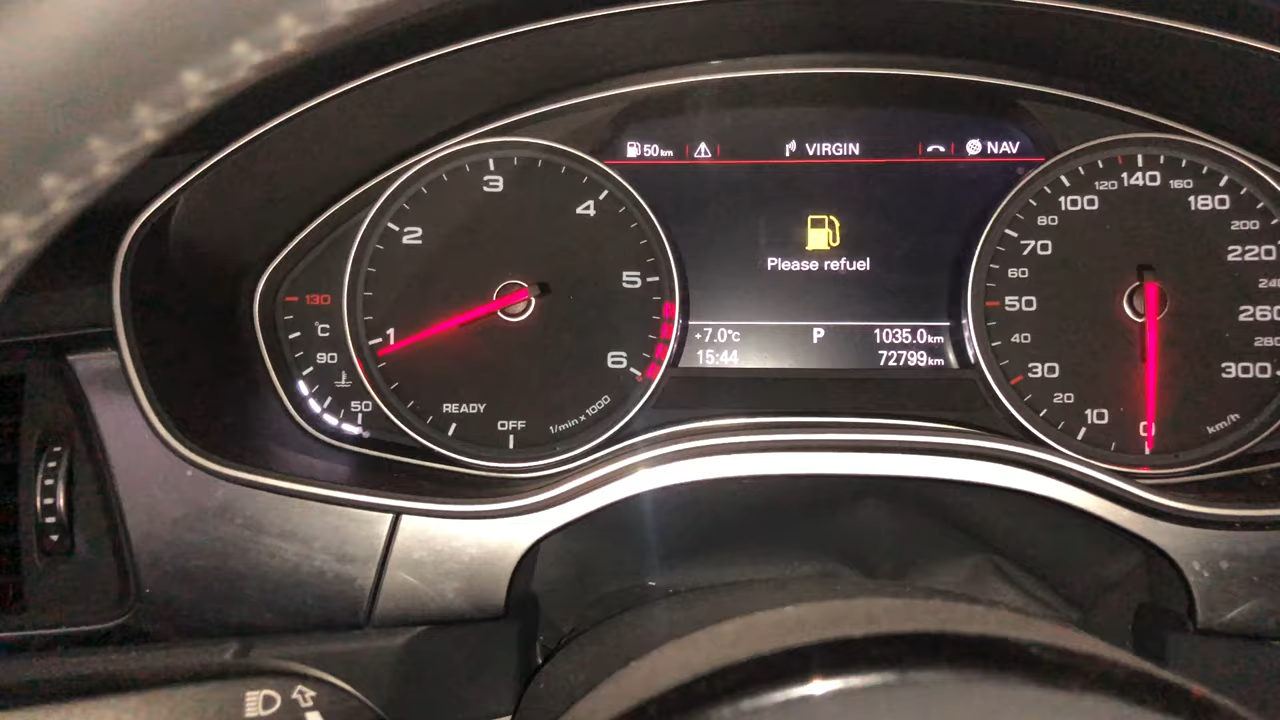 50km VIRGIN NAV
Please refuel
+7.0°c P 1035.0km
15:44 72799km
1 2 3 4 5 6
READY
OFF
1/min x 1000
130
°C
90
50
0 10 20 30 40 50 60 70 80 100 120 140 160 180 200 220 240 260 280 300
km/h